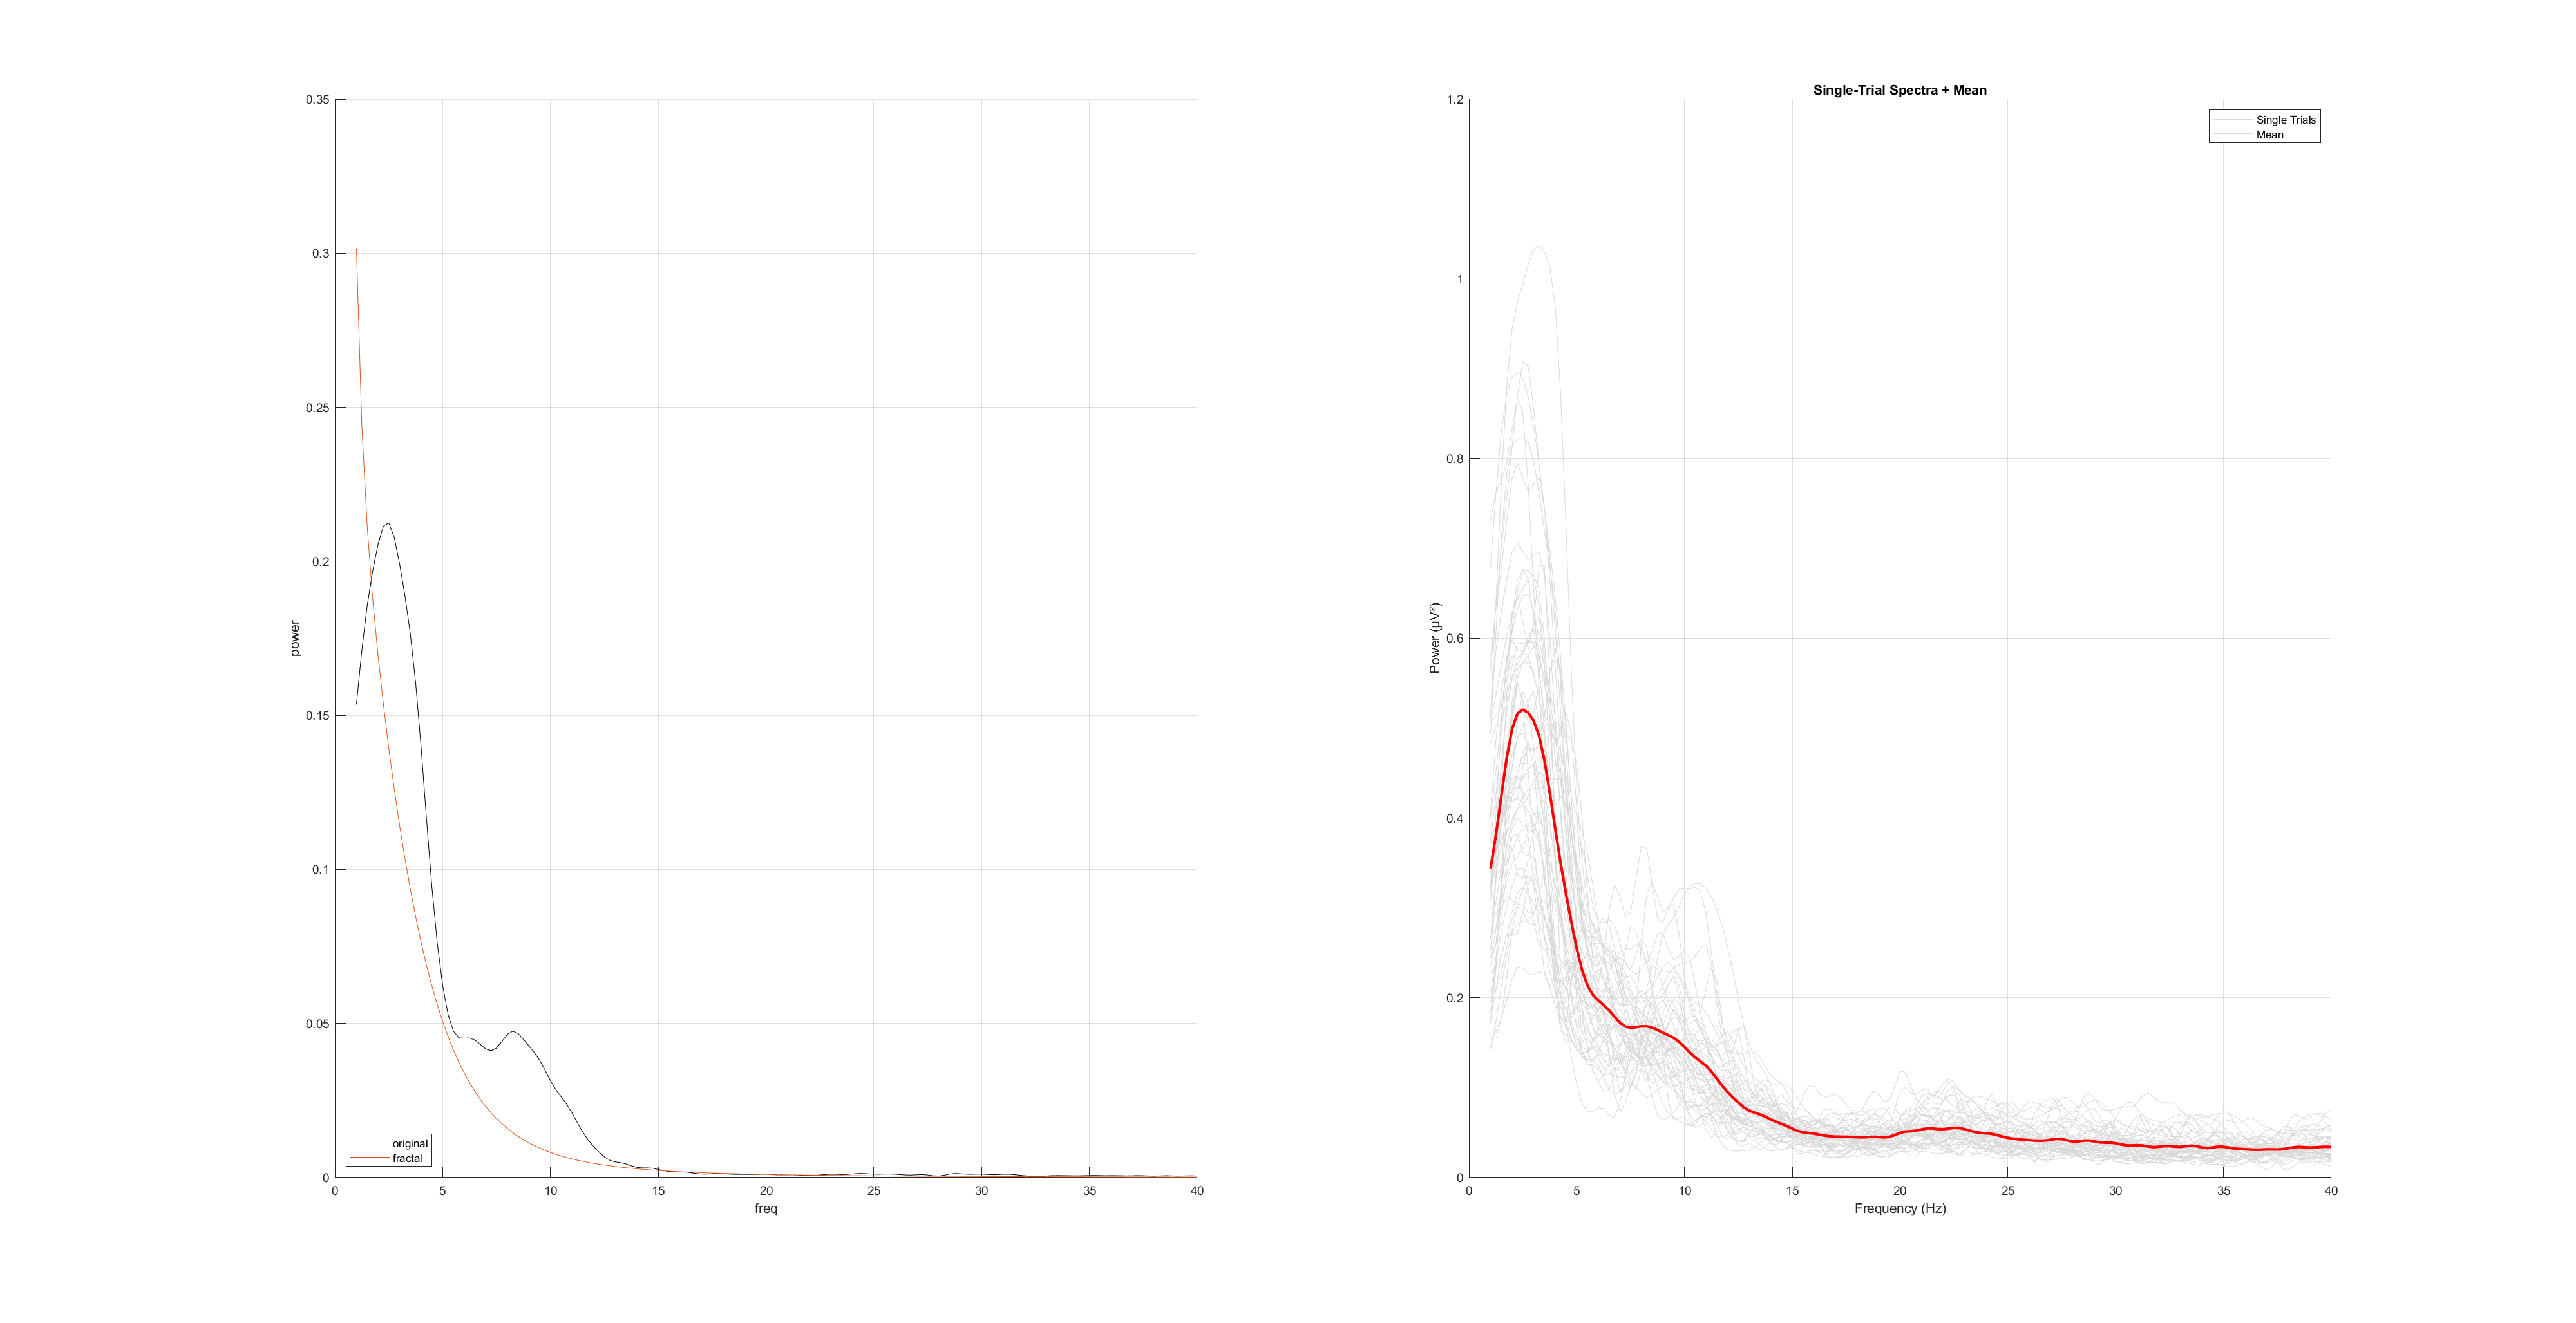 0.35
0.3
0.25
0.2
0.15
0.1
0.05
0
power
original
fractal
0 5 10 15 20 25 30 35 40
freq
Single-Trial Spectra + Mean
1.2
1
0.8
0.6
0.4
0.2
0
Power (µV²)
Single Trials
Mean
0 5 10 15 20 25 30 35 40
Frequency (Hz)